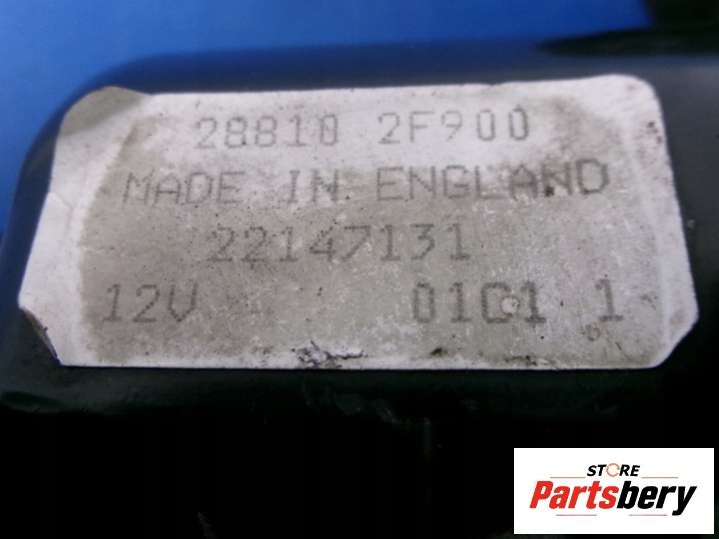 28810 2F900
MADE IN ENGLAND
22147131
12V 01C1 1
STORE
Partsbery